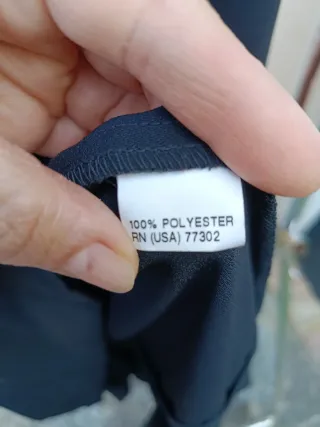 100% POLYESTER
RN (USA) 77302